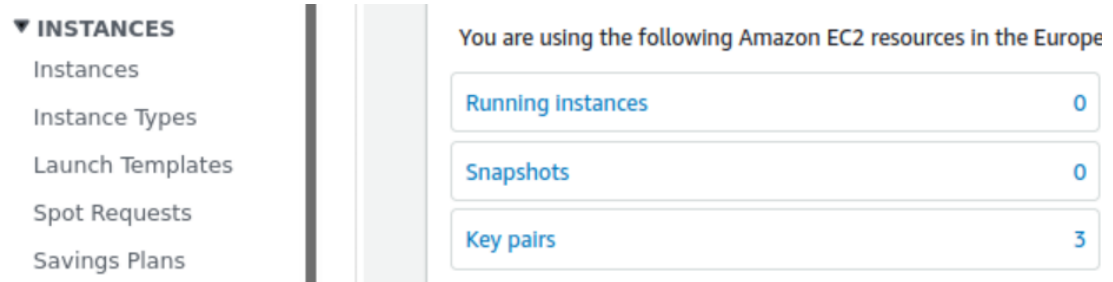 INSTANCES
Instances
Instance Types
Launch Templates
Spot Requests
Savings Plans
You are using the following Amazon EC2 resources in the Europe
Running instances 0
Snapshots 0
Key pairs 3